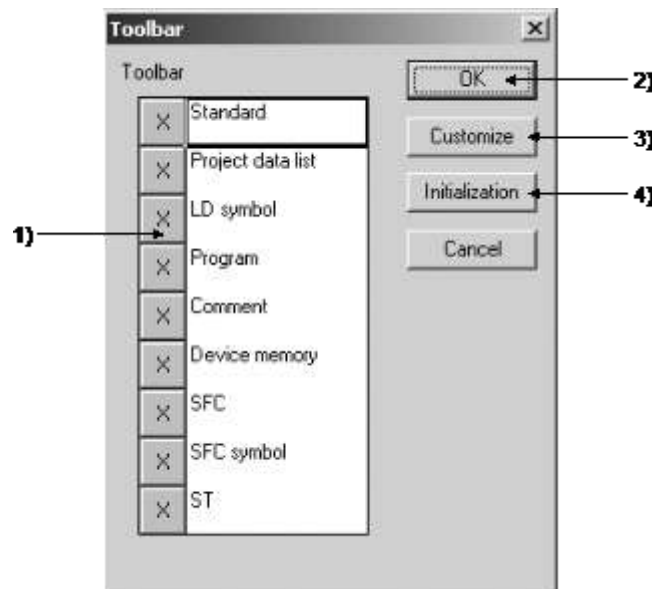 Toolbar
Toolbar
X Standard
X Project data list
X LD symbol
X Program
X Comment
X Device memory
X SFC
X SFC symbol
X ST
OK
Customize
Initialization
Cancel
1)
2)
3)
4)